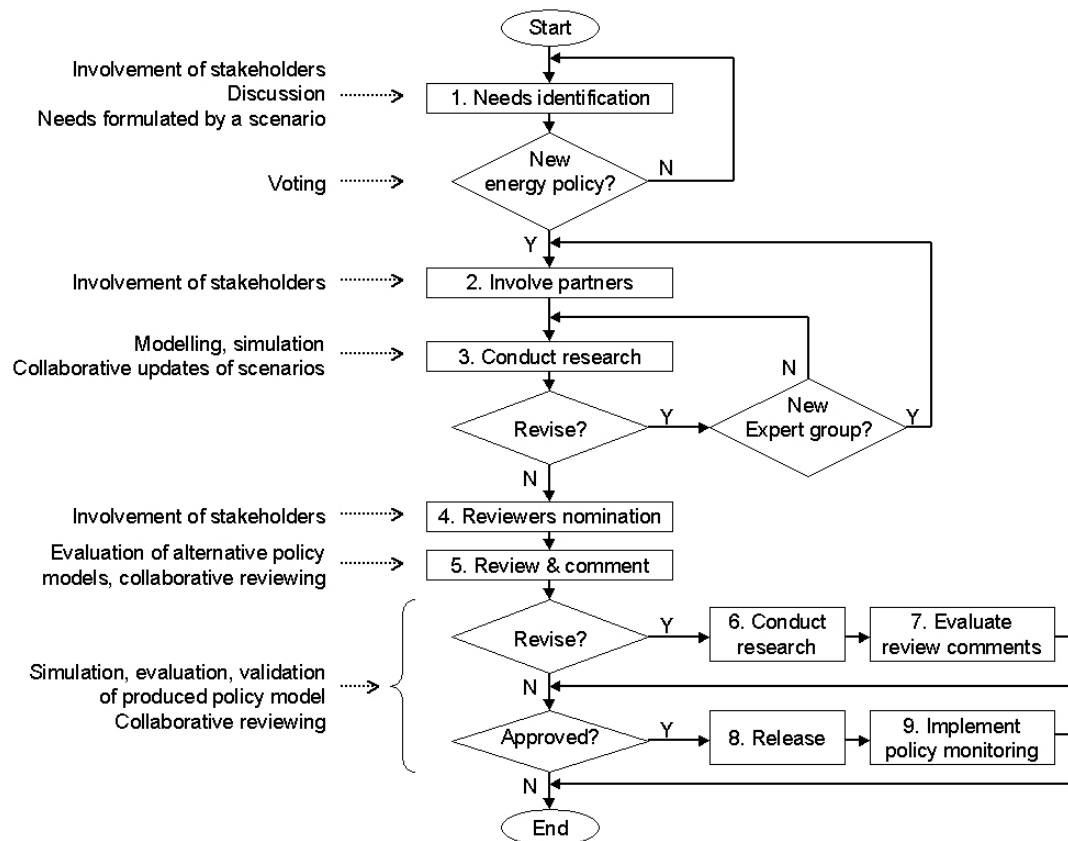 Start
Involvement of stakeholders
Discussion
Needs formulated by a scenario
1. Needs identification
Voting
New
energy policy?
N
Y
Involvement of stakeholders
2. Involve partners
Modelling, simulation
Collaborative updates of scenarios
3. Conduct research
N
Revise?
Y
New
Expert group?
Y
N
Involvement of stakeholders
4. Reviewers nomination
Evaluation of alternative policy
models, collaborative reviewing
5. Review & comment
Revise?
Y
6. Conduct
research
7. Evaluate
review comments
Simulation, evaluation, validation
of produced policy model
Collaborative reviewing
N
Approved?
Y
8. Release
9. Implement
policy monitoring
N
End